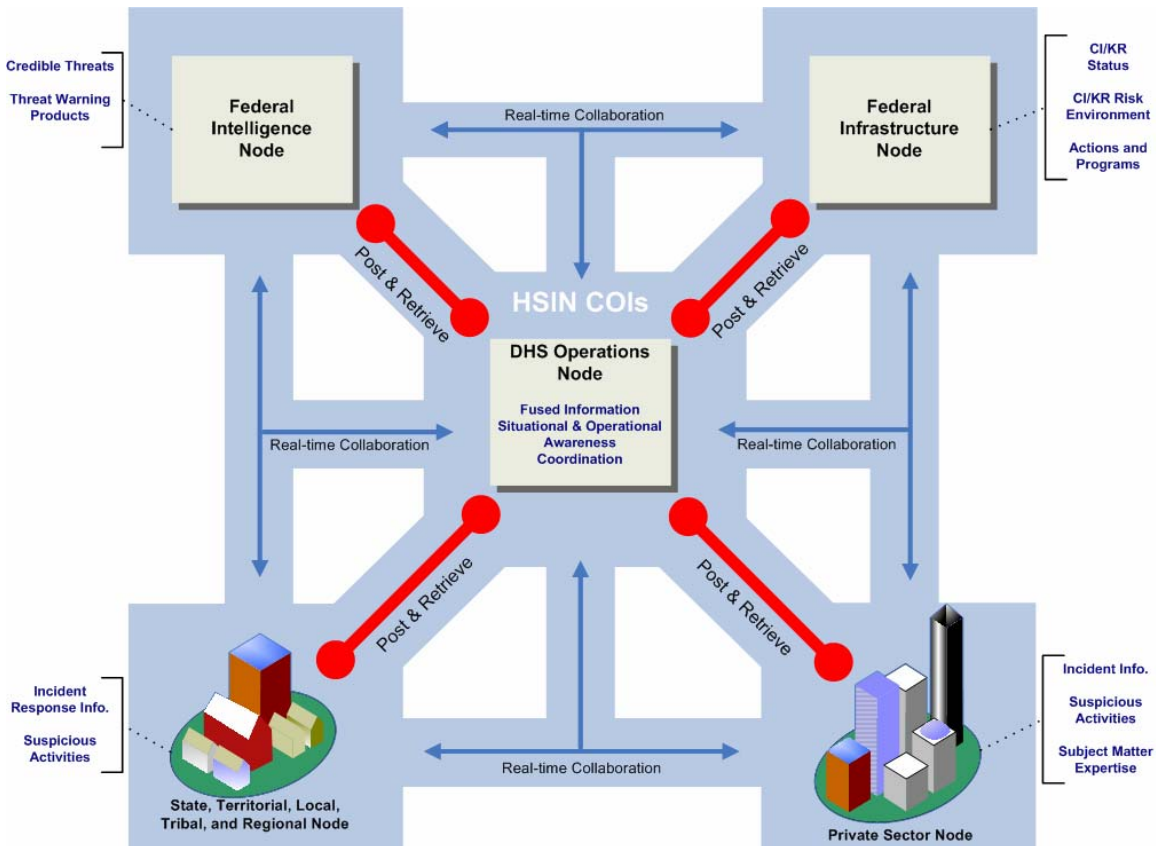 Credible Threats
Threat Warning
Products
Federal
Intelligence
Node
Real-time Collaboration
Federal
Infrastructure
Node
CI/KR
Status
CI/KR Risk
Environment
Actions and
Programs
Post & Retrieve
Post & Retrieve
HSIN COIs
DHS Operations
Node
Fused Information
Situational & Operational
Awareness
Coordination
Real-time Collaboration
Real-time Collaboration
Post & Retrieve
Post & Retrieve
Incident
Response Info.
Suspicious
Activities
State, Territorial, Local,
Tribal, and Regional Node
Real-time Collaboration
Incident Info.
Suspicious
Activities
Subject Matter
Expertise
Private Sector Node